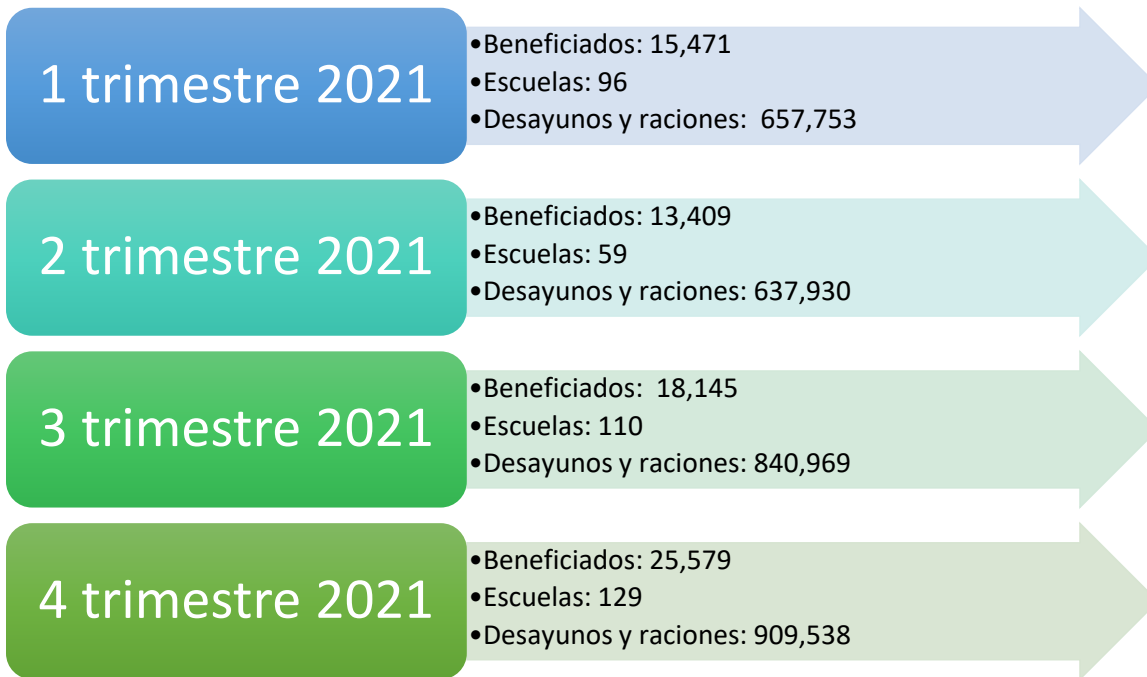 1 trimestre 2021
•Beneficiados: 15,471
•Escuelas: 96
•Desayunos y raciones:  657,753
2 trimestre 2021
•Beneficiados: 13,409
•Escuelas: 59
•Desayunos y raciones: 637,930
3 trimestre 2021
•Beneficiados:  18,145
•Escuelas: 110
•Desayunos y raciones: 840,969
4 trimestre 2021
•Beneficiados: 25,579
•Escuelas: 129
•Desayunos y raciones: 909,538